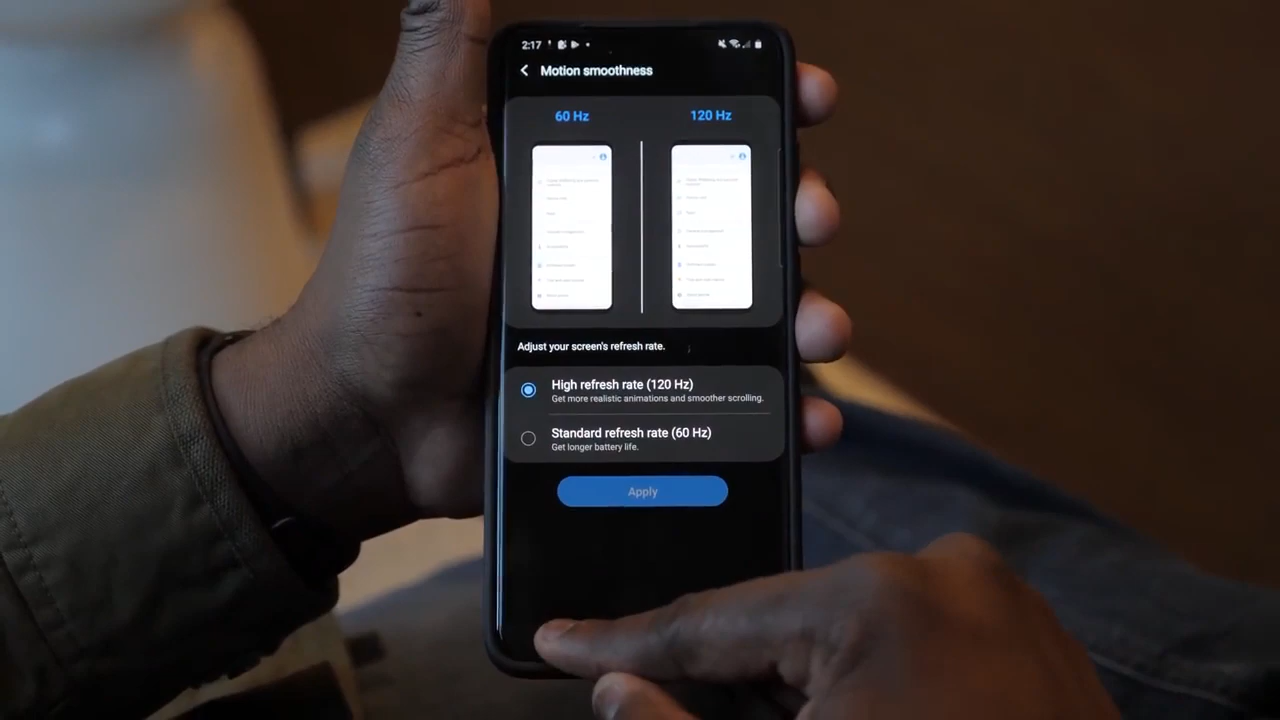 2:17
Motion smoothness
60 Hz
120 Hz
Adjust your screen's refresh rate.
High refresh rate (120 Hz)
Get more realistic animations and smoother scrolling.
Standard refresh rate (60 Hz)
Get longer battery life.
Apply